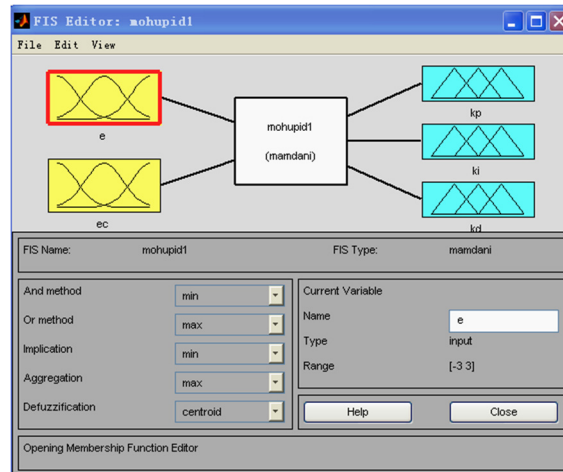 FIS Editor: mohupid1
File Edit View
e
ec
mohupid1
(mamdani)
kp
ki
kd
FIS Name: mohupid1 FIS Type: mamdani
And method min
Or method max
Implication min
Aggregation max
Defuzzification centroid
Current Variable
Name e
Type input
Range [-3 3]
Help Close
Opening Membership Function Editor